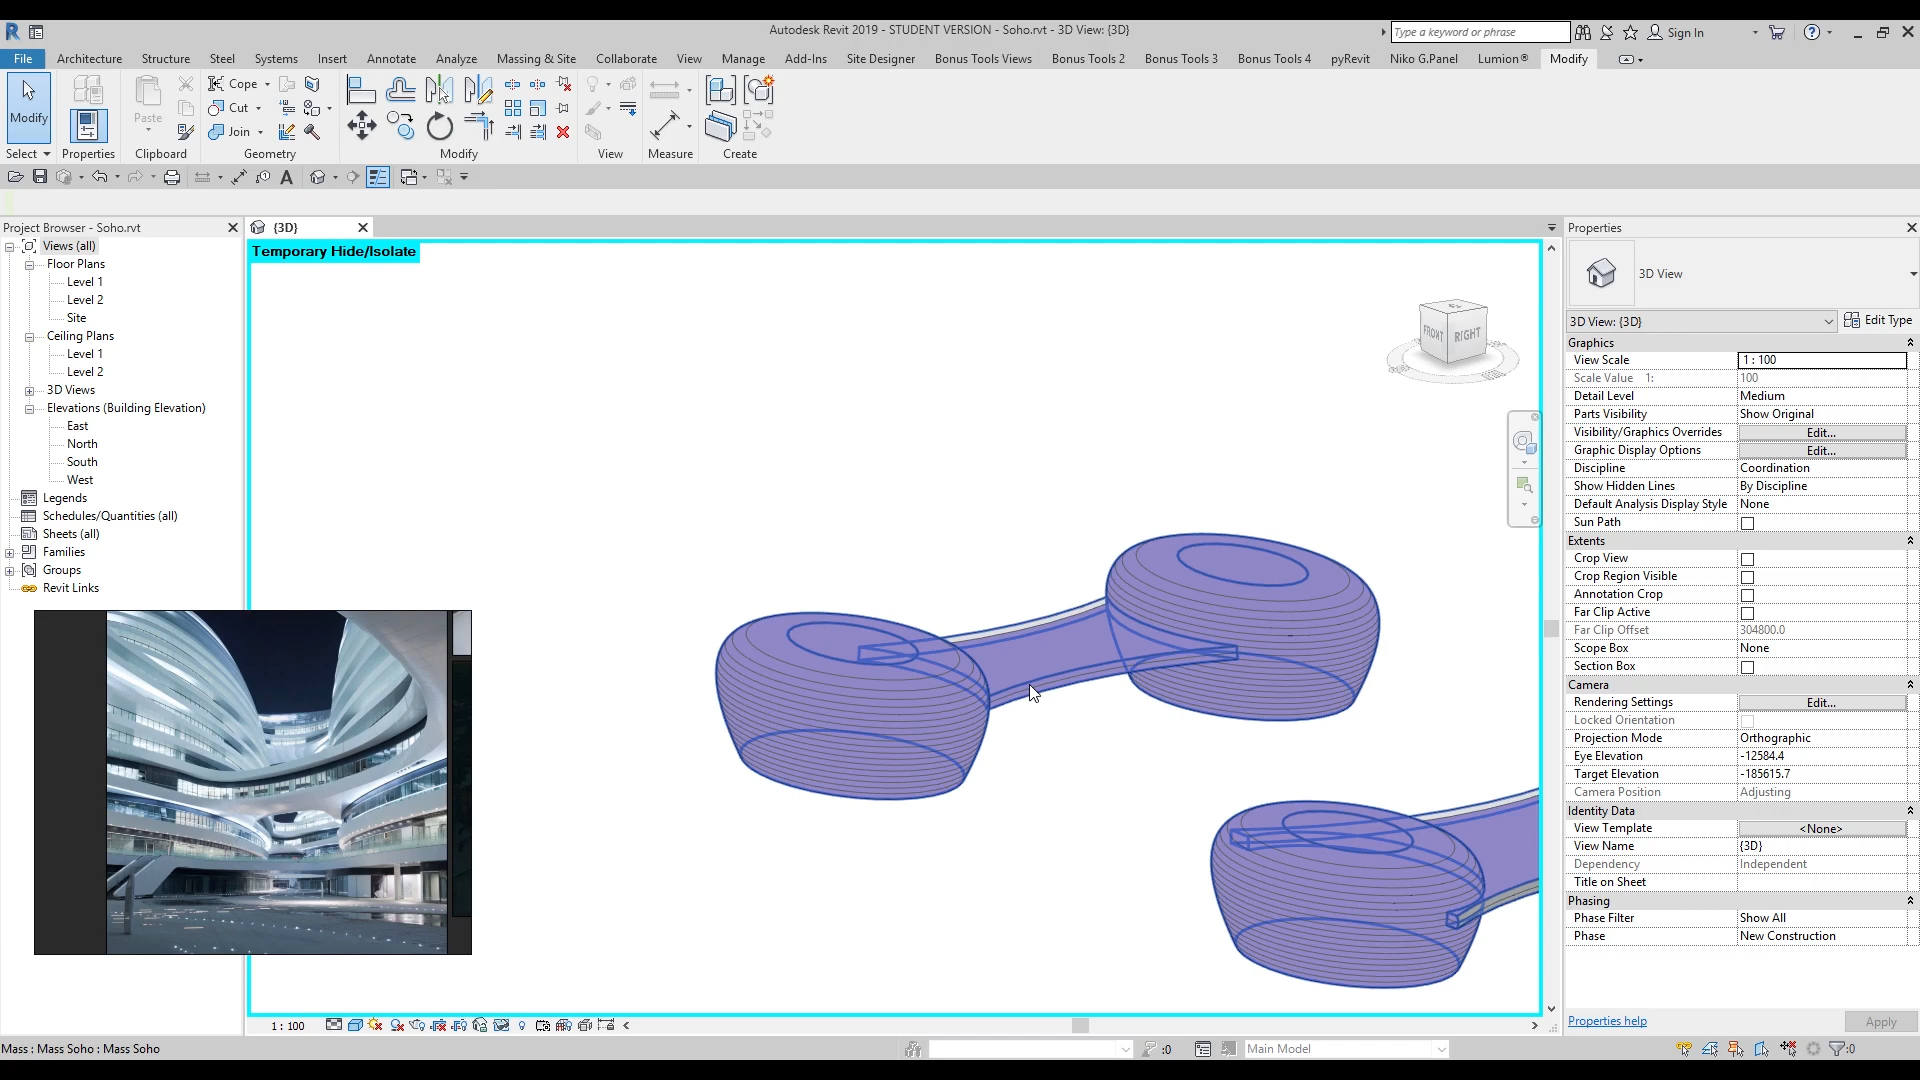 Autodesk Revit 2019 - STUDENT VERSION - Soho.rvt - 3D View: {3D}
Type a keyword or phrase
Sign In
File Architecture Structure Steel Systems Insert Annotate Analyze Massing & Site Collaborate View Manage Add-Ins Site Designer Bonus Tools Views Bonus Tools 2 Bonus Tools 3 Bonus Tools 4 pyRevit Niko G.Panel Lumion® Modify
Modify
Paste
Cope
Cut
Join
Select Properties Clipboard Geometry Modify View Measure Create
Project Browser - Soho.rvt
Views (all)
Floor Plans
Level 1
Level 2
Site
Ceiling Plans
Level 1
Level 2
3D Views
Elevations (Building Elevation)
East
North
South
West
Legends
Schedules/Quantities (all)
Sheets (all)
Families
Groups
Revit Links
{3D}
Temporary Hide/Isolate
FRONT RIGHT
Properties
3D View
3D View: {3D} Edit Type
Graphics
View Scale 1 : 100
Scale Value 1: 100
Detail Level Medium
Parts Visibility Show Original
Visibility/Graphics Overrides Edit...
Graphic Display Options Edit...
Discipline Coordination
Show Hidden Lines By Discipline
Default Analysis Display Style None
Sun Path
Extents
Crop View
Crop Region Visible
Annotation Crop
Far Clip Active
Far Clip Offset 304800.0
Scope Box None
Section Box
Camera
Rendering Settings Edit...
Locked Orientation
Projection Mode Orthographic
Eye Elevation -12584.4
Target Elevation -185615.7
Camera Position Adjusting
Identity Data
View Template <None>
View Name {3D}
Dependency Independent
Title on Sheet
Phasing
Phase Filter Show All
Phase New Construction
Properties help Apply
1 : 100
Mass : Mass Soho : Mass Soho
:0
Main Model
:0